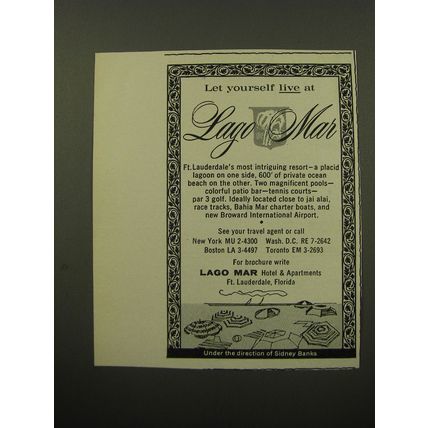 Let yourself live at
Lago Mar
Ft. Lauderdale's most intriguing resort—a placid
lagoon on one side, 600' of private ocean
beach on the other. Two magnificent pools—
colorful patio bar—tennis courts—
par 3 golf. Ideally located close to jai alai,
race tracks, Bahia Mar charter boats, and
new Broward International Airport.
•
See your travel agent or call
New York MU 2-4300 Wash. D.C. RE 7-2642
Boston LA 3-4497 Toronto EM 3-2693
For brochure write
LAGO MAR Hotel & Apartments
Ft. Lauderdale, Florida
Under the direction of Sidney Banks